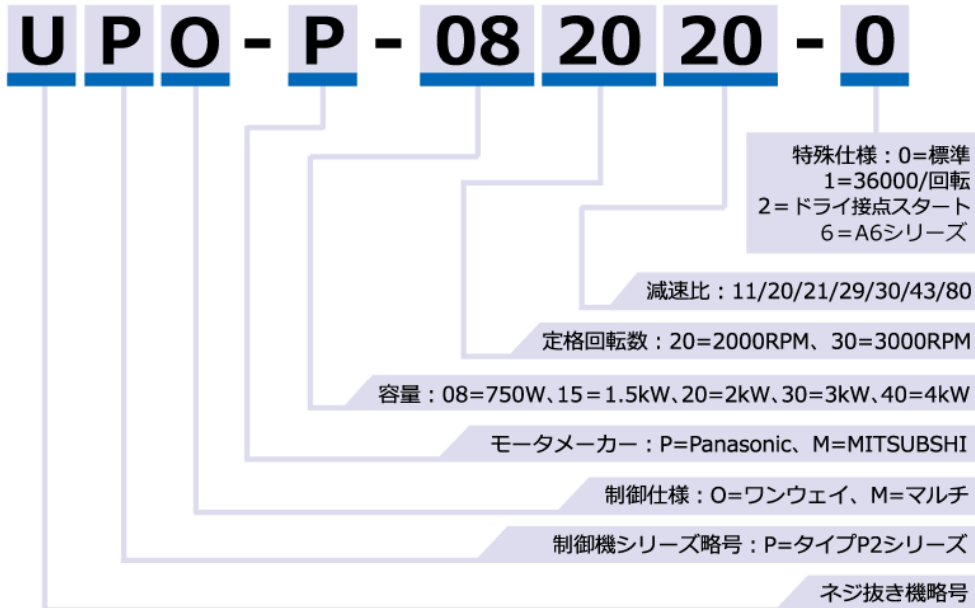 UPO-P-082020-0
特殊仕様：0=標準
1=36000/回転
2＝ドライ接点スタート
6＝A6シリーズ
減速比：11/20/21/29/30/43/80
定格回転数：20=2000RPM、30=3000RPM
容量：08=750W、15＝1.5kW、20=2kW、30=3kW、40=4kW
モータメーカー：P=Panasonic、M=MITSUBSHI
制御仕様：O=ワンウェイ、M=マルチ
制御機シリーズ略号：P=タイプP2シリーズ
ネジ抜き機略号